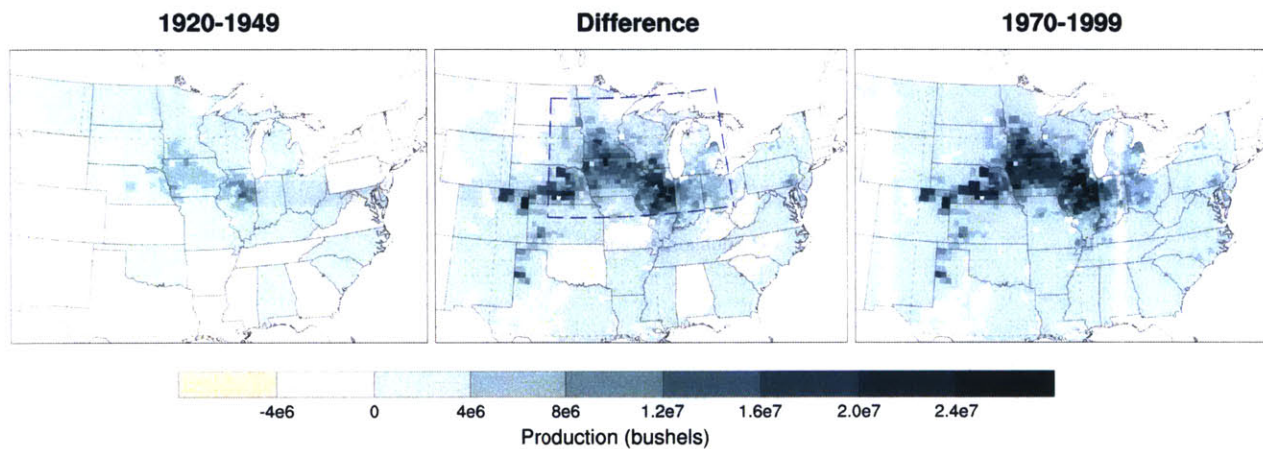 1920-1949
Difference
1970-1999
-4e6 0 4e6 8e6 1.2e7 1.6e7 2.0e7 2.4e7
Production (bushels)